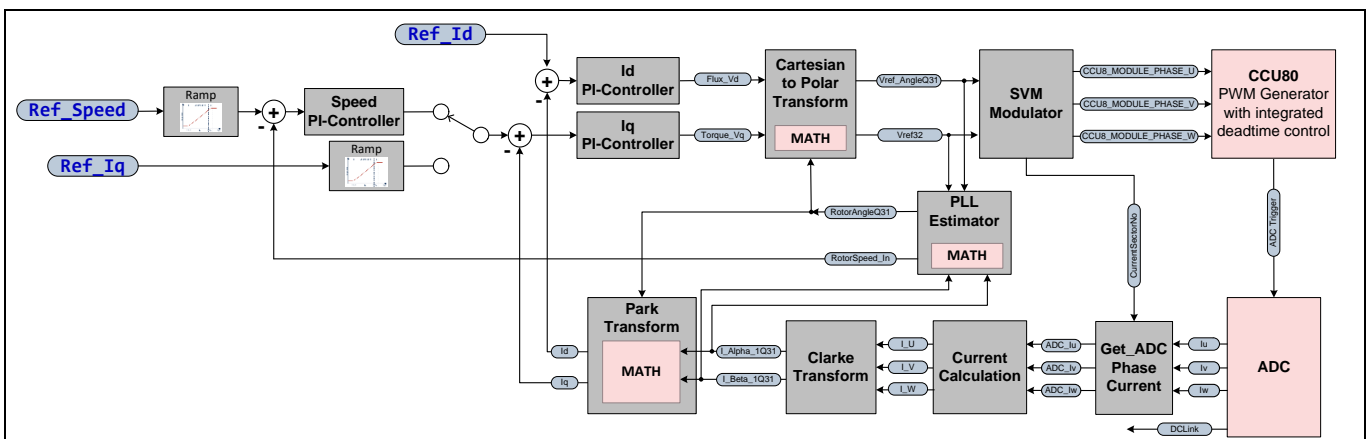 Ref_Id
Ref_Speed
Ramp
Speed
PI-Controller
Ref_Iq
Ramp
Id
PI-Controller
Iq
PI-Controller
Flux_Vd
Torque_Vq
Cartesian
to Polar
Transform
MATH
Vref_AngleQ31
Vref32
SVM
Modulator
CCU8_MODULE_PHASE_U
CCU8_MODULE_PHASE_V
CCU8_MODULE_PHASE_W
CCU80
PWM Generator
with integrated
deadtime control
PLL
Estimator
MATH
RotorAngleQ31
RotorSpeed_In
CurrentSectorNo
ADC Trigger
Park
Transform
MATH
Id
Iq
I_Alpha_1Q31
I_Beta_1Q31
Clarke
Transform
I_U
I_V
I_W
Current
Calculation
ADC_Iu
ADC_Iv
ADC_Iw
Get_ADC
Phase
Current
Iu
Iv
Iw
ADC
DCLink